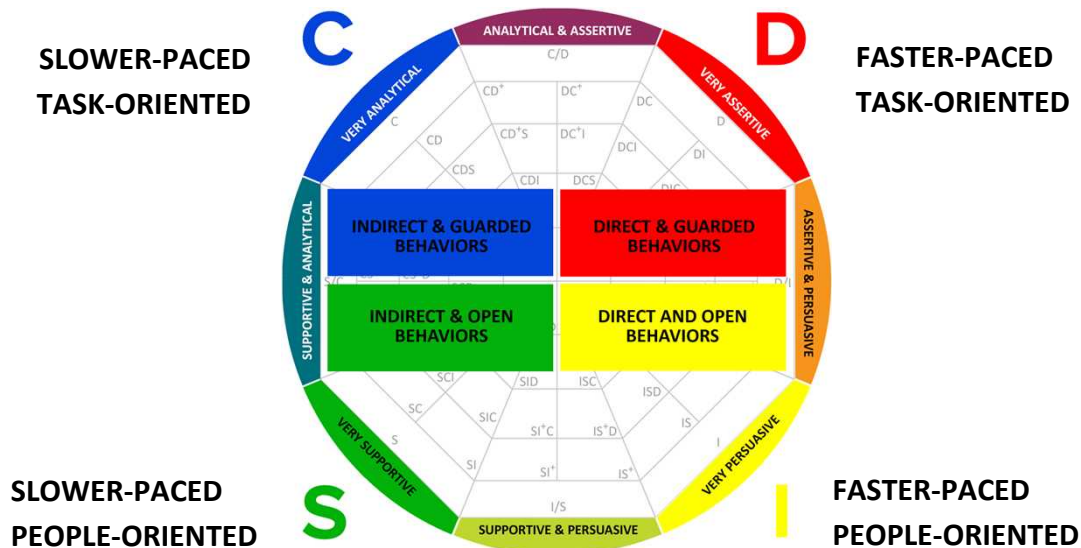 C
ANALYTICAL & ASSERTIVE
D
SLOWER-PACED
TASK-ORIENTED
FASTER-PACED
TASK-ORIENTED
VERY ANALYTICAL
VERY ASSERTIVE
C/D
CD+
DC+
DC
C
D
CD
CD+S
DC+I
DCI
DI
CDS
CDI
DCS
SUPPORTIVE & ANALYTICAL
INDIRECT & GUARDED
BEHAVIORS
DIRECT & GUARDED
BEHAVIORS
ASSERTIVE & PERSUASIVE
S/C
D/I
INDIRECT & OPEN
BEHAVIORS
DIRECT AND OPEN
BEHAVIORS
SCI
SID
ISC
ISD
SC
SIC
IS
S
SI+C
IS+D
I
SI
SI+
IS+
VERY SUPPORTIVE
VERY PERSUASIVE
I/S
SLOWER-PACED
PEOPLE-ORIENTED
S
SUPPORTIVE & PERSUASIVE
I
FASTER-PACED
PEOPLE-ORIENTED